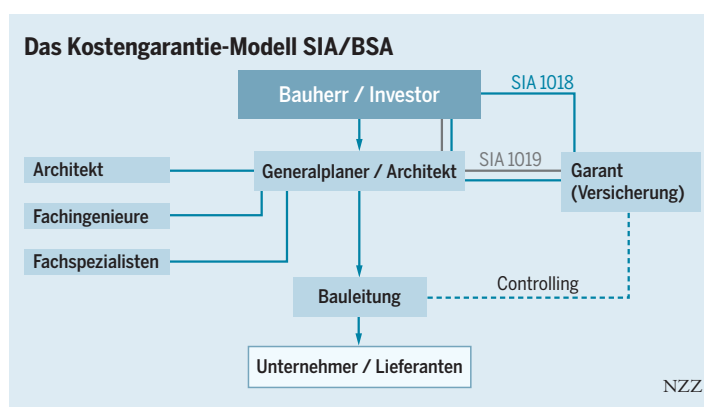 Das Kostengarantie-Modell SIA/BSA
Bauherr / Investor
SIA 1018
Architekt
Generalplaner / Architekt
SIA 1019
Garant
(Versicherung)
Fachingenieure
Fachspezialisten
Controlling
Bauleitung
Unternehmer / Lieferanten
NZZ